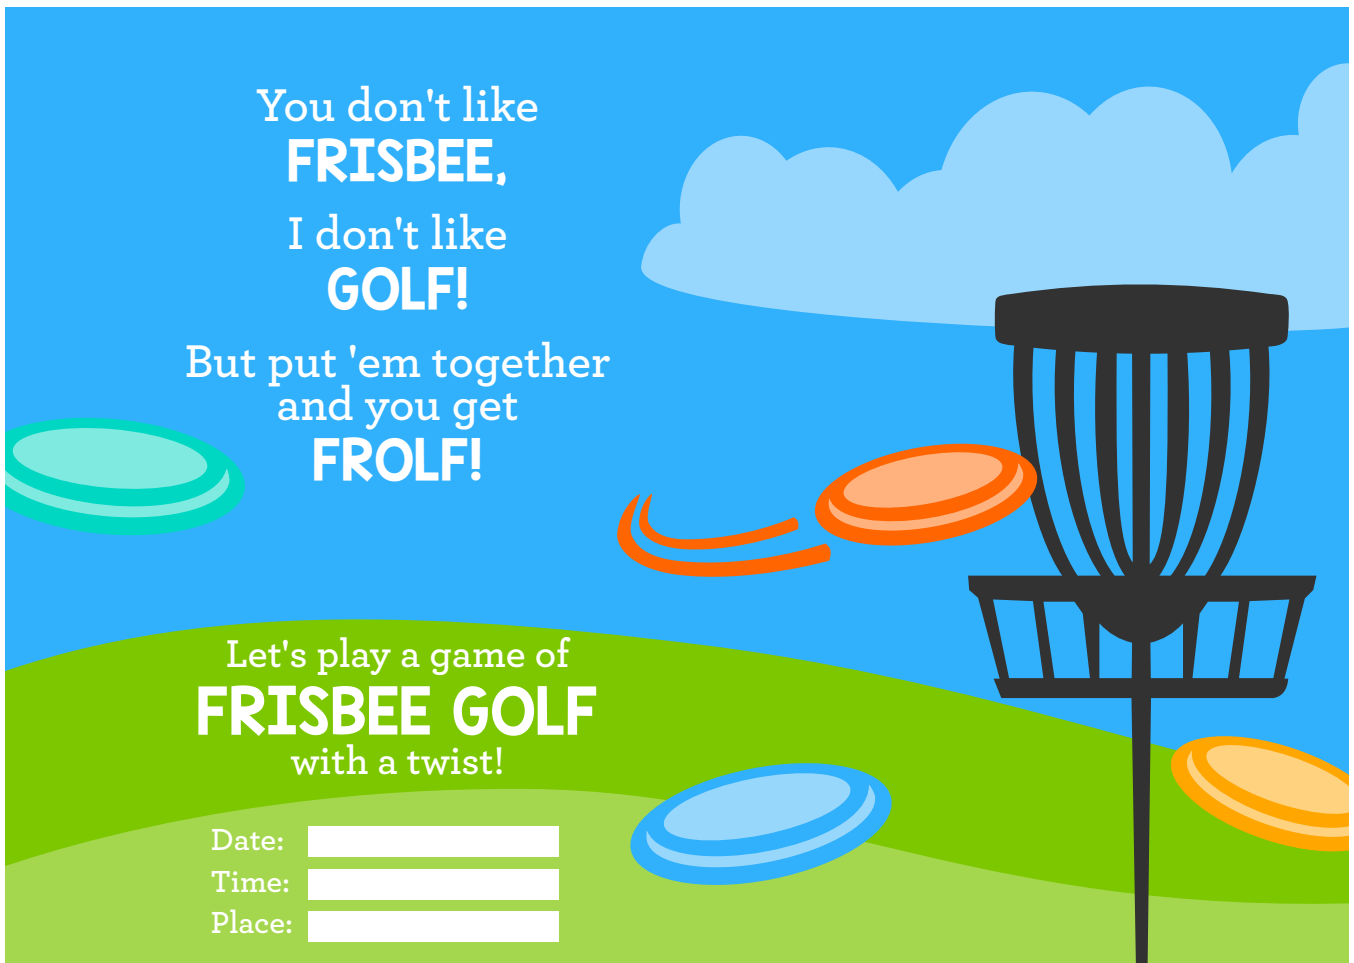 You don't like
FRISBEE,
I don't like
GOLF!
But put 'em together
and you get
FROLF!
Let's play a game of
FRISBEE GOLF
with a twist!
Date:
Time:
Place: